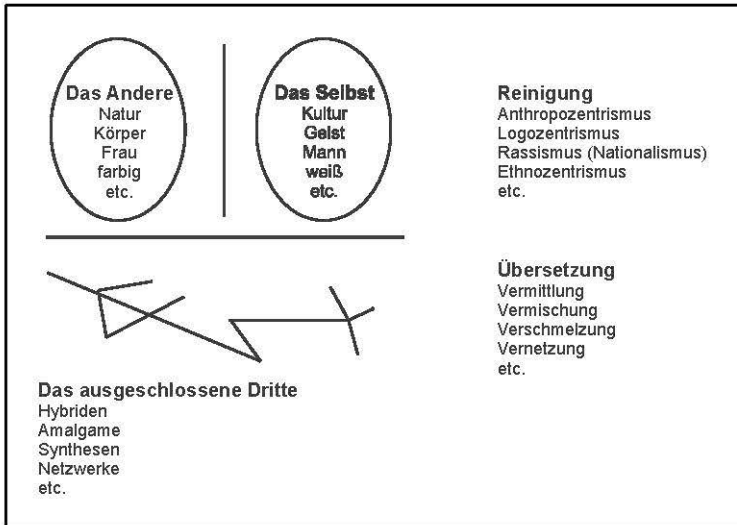 Das Andere
Natur
Körper
Frau
farbig
etc.
Das Selbst
Kultur
Geist
Mann
weiß
etc.
Reinigung
Anthropozentrismus
Logozentrismus
Rassismus (Nationalismus)
Ethnozentrismus
etc.
Übersetzung
Vermittlung
Vermischung
Verschmelzung
Vernetzung
etc.
Das ausgeschlossene Dritte
Hybriden
Amalgame
Synthesen
Netzwerke
etc.